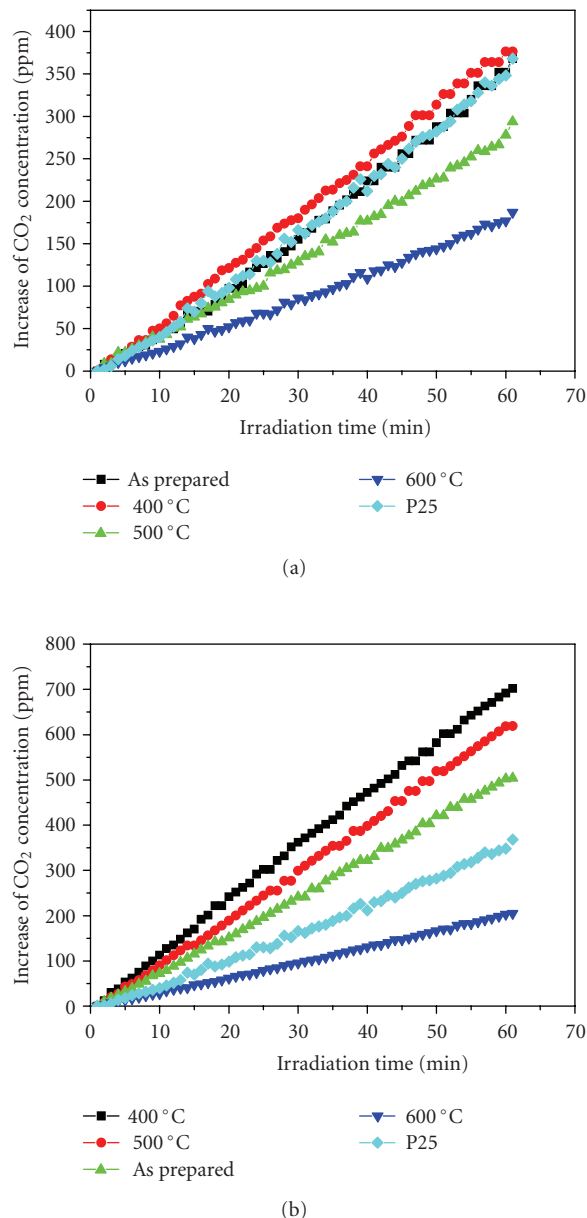 400
350
300
250
200
150
100
50
0
Increase of CO₂ concentration (ppm)
0 10 20 30 40 50 60 70
Irradiation time (min)
As prepared
400 °C
500 °C
600 °C
P25
(a)
800
700
600
500
400
300
200
100
0
Increase of CO₂ concentration (ppm)
0 10 20 30 40 50 60 70
Irradiation time (min)
400 °C
500 °C
As prepared
600 °C
P25
(b)